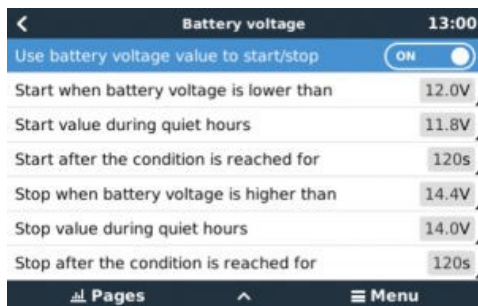 Battery voltage 13:00
Use battery voltage value to start/stop ON
Start when battery voltage is lower than 12.0V
Start value during quiet hours 11.8V
Start after the condition is reached for 120s
Stop when battery voltage is higher than 14.4V
Stop value during quiet hours 14.0V
Stop after the condition is reached for 120s
Pages Menu